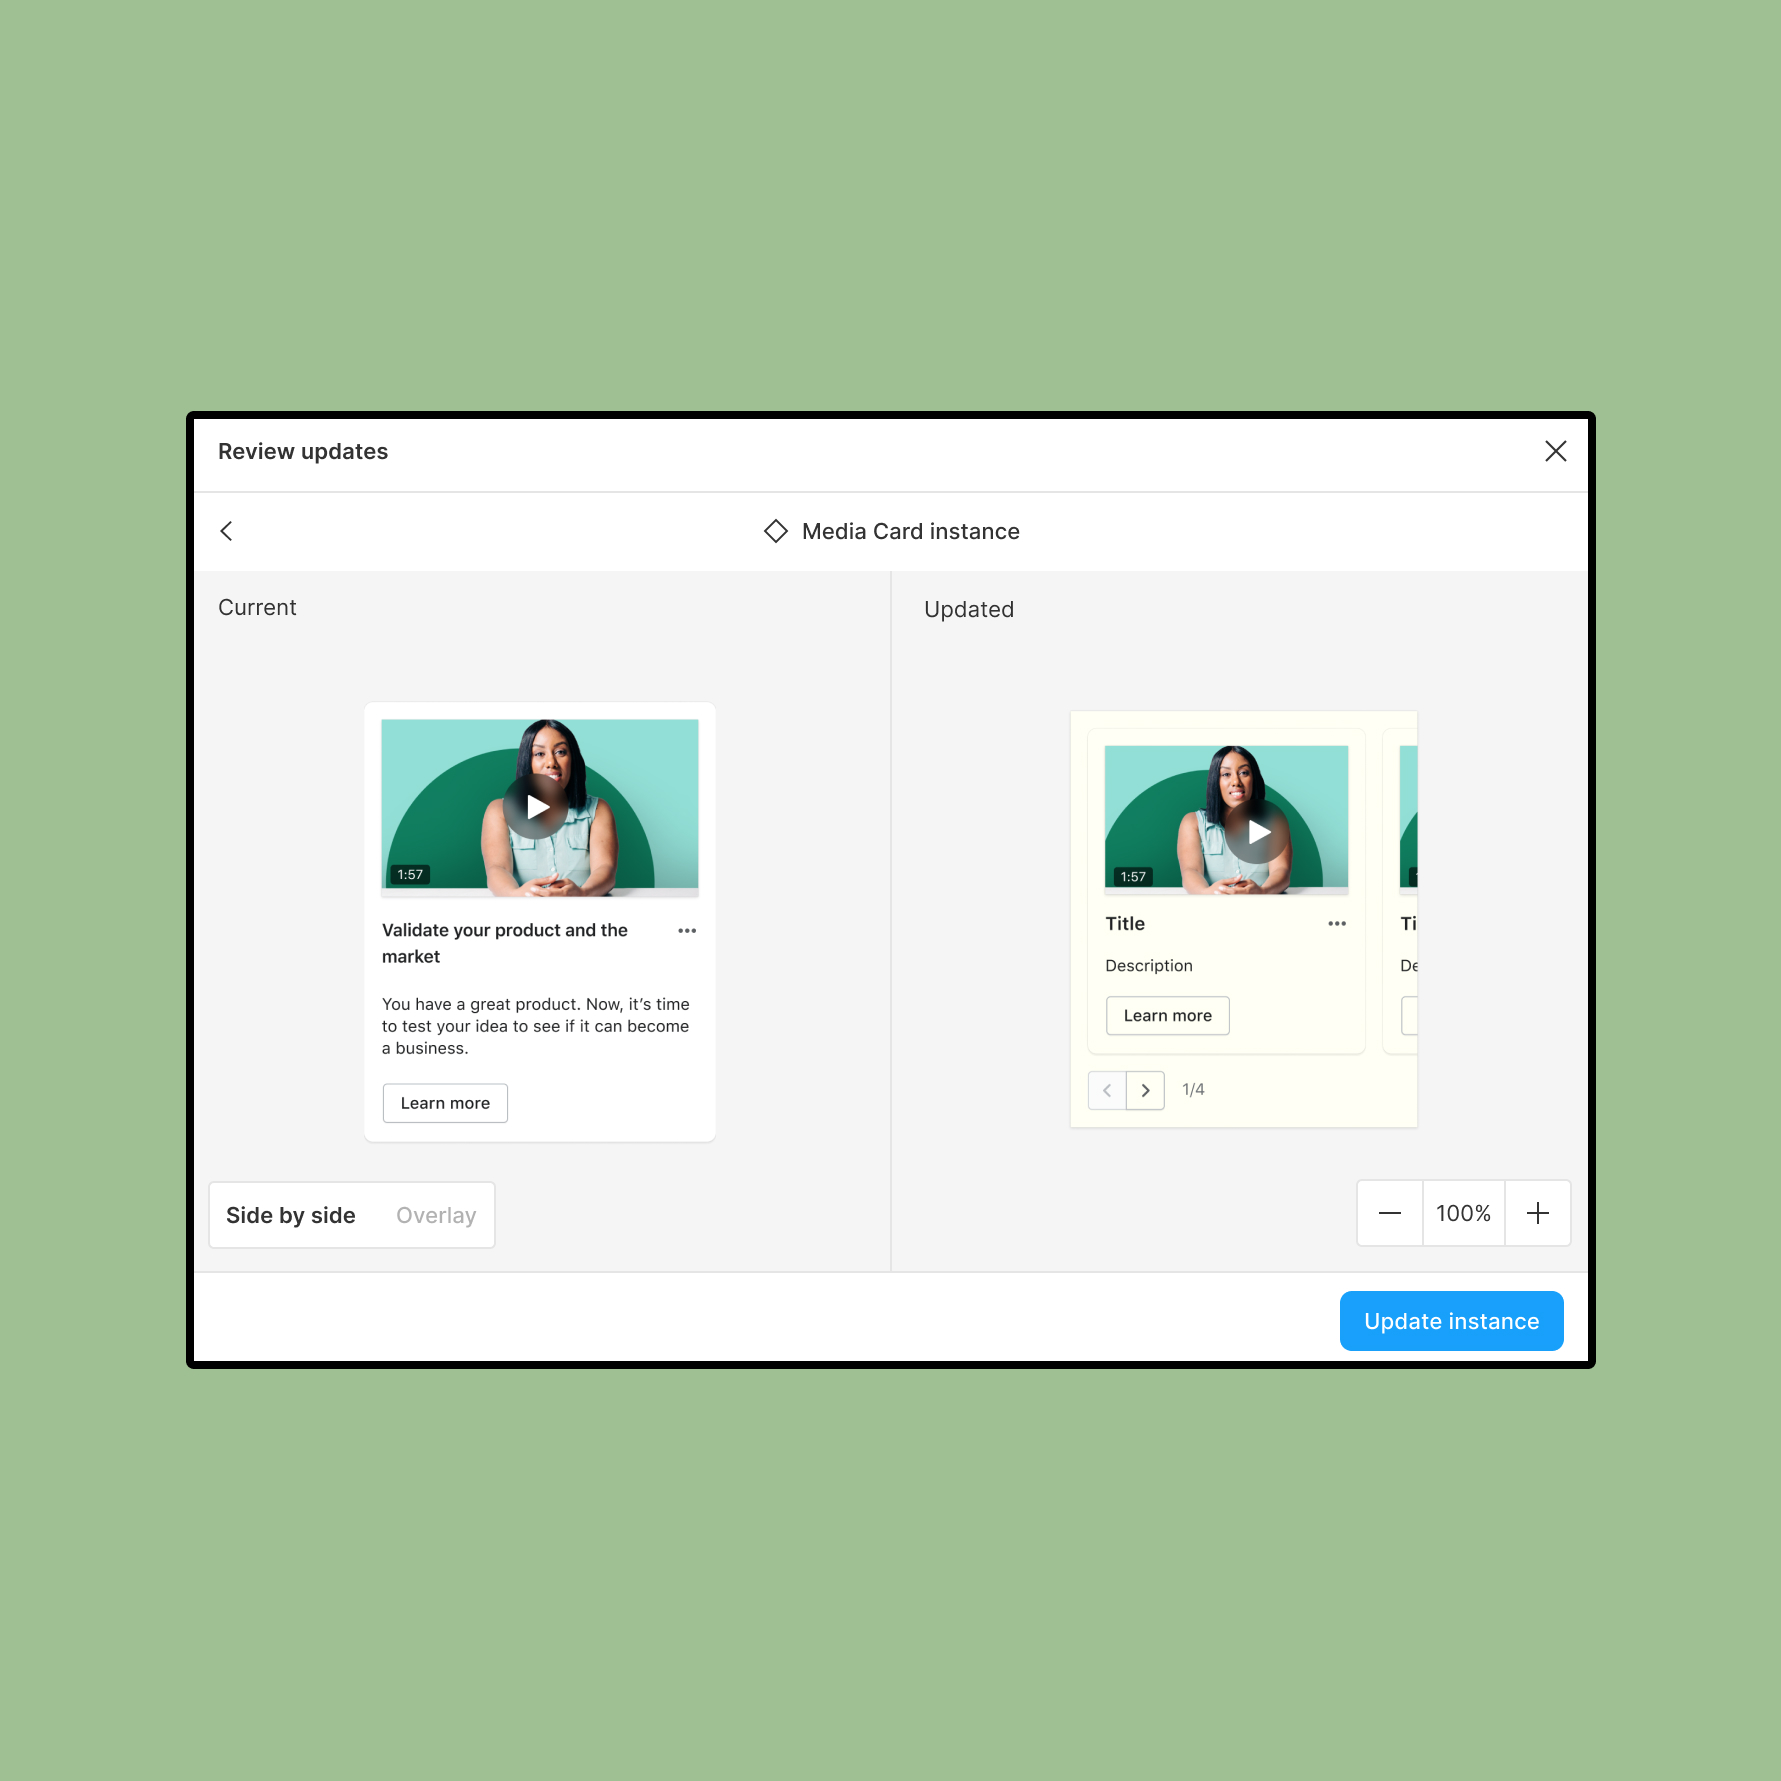 Review updates
Media Card instance
Current
Updated
1:57
Validate your product and the
market
You have a great product. Now, it’s time
to test your idea to see if it can become
a business.
Learn more
1:57
Title
Description
Learn more
Ti
De
1/4
Side by side
Overlay
100%
Update instance